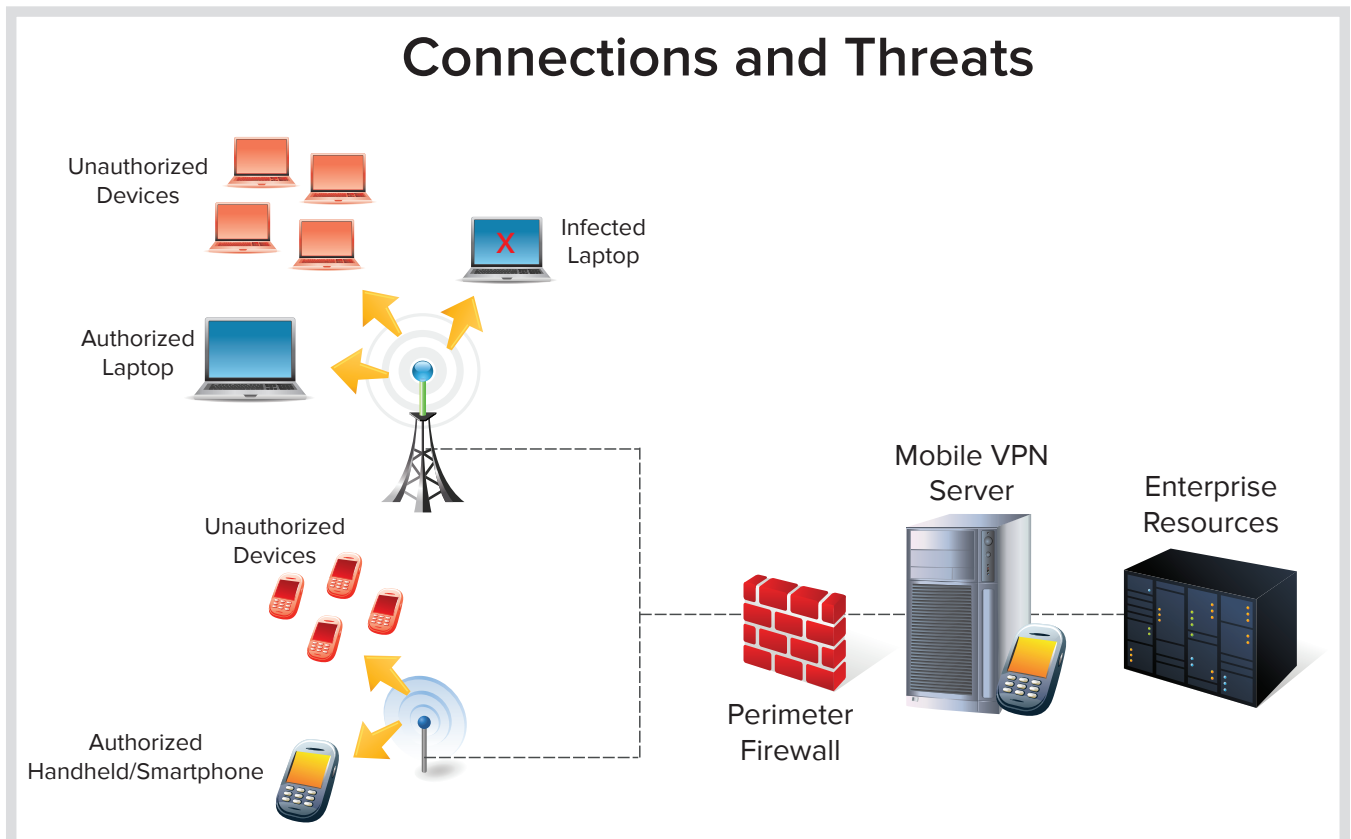 Connections and Threats
Unauthorized
Devices
X
Infected
Laptop
Authorized
Laptop
Unauthorized
Devices
Authorized
Handheld/Smartphone
Perimeter
Firewall
Mobile VPN
Server
Enterprise
Resources